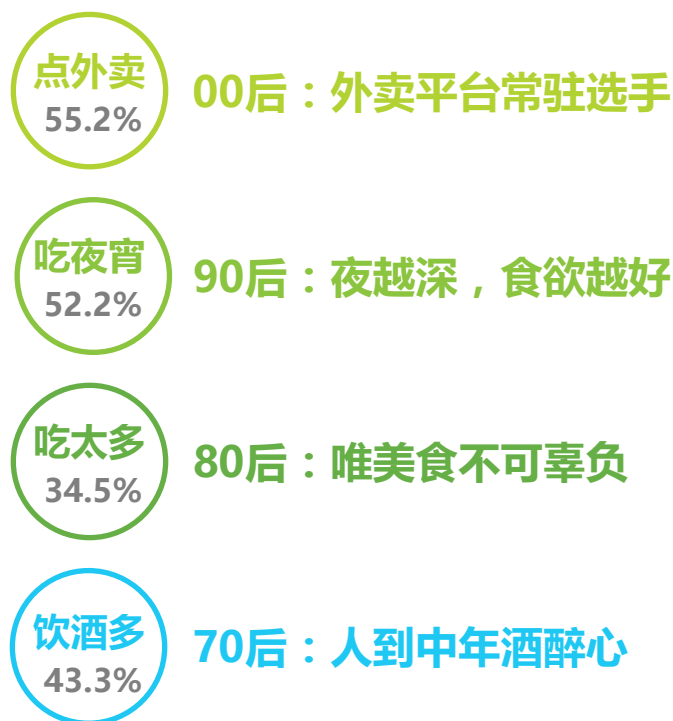 点外卖
55.2%
00后：外卖平台常驻选手
吃夜宵
52.2%
90后：夜越深，食欲越好
吃太多
34.5%
80后：唯美食不可辜负
饮酒多
43.3%
70后：人到中年酒醉心